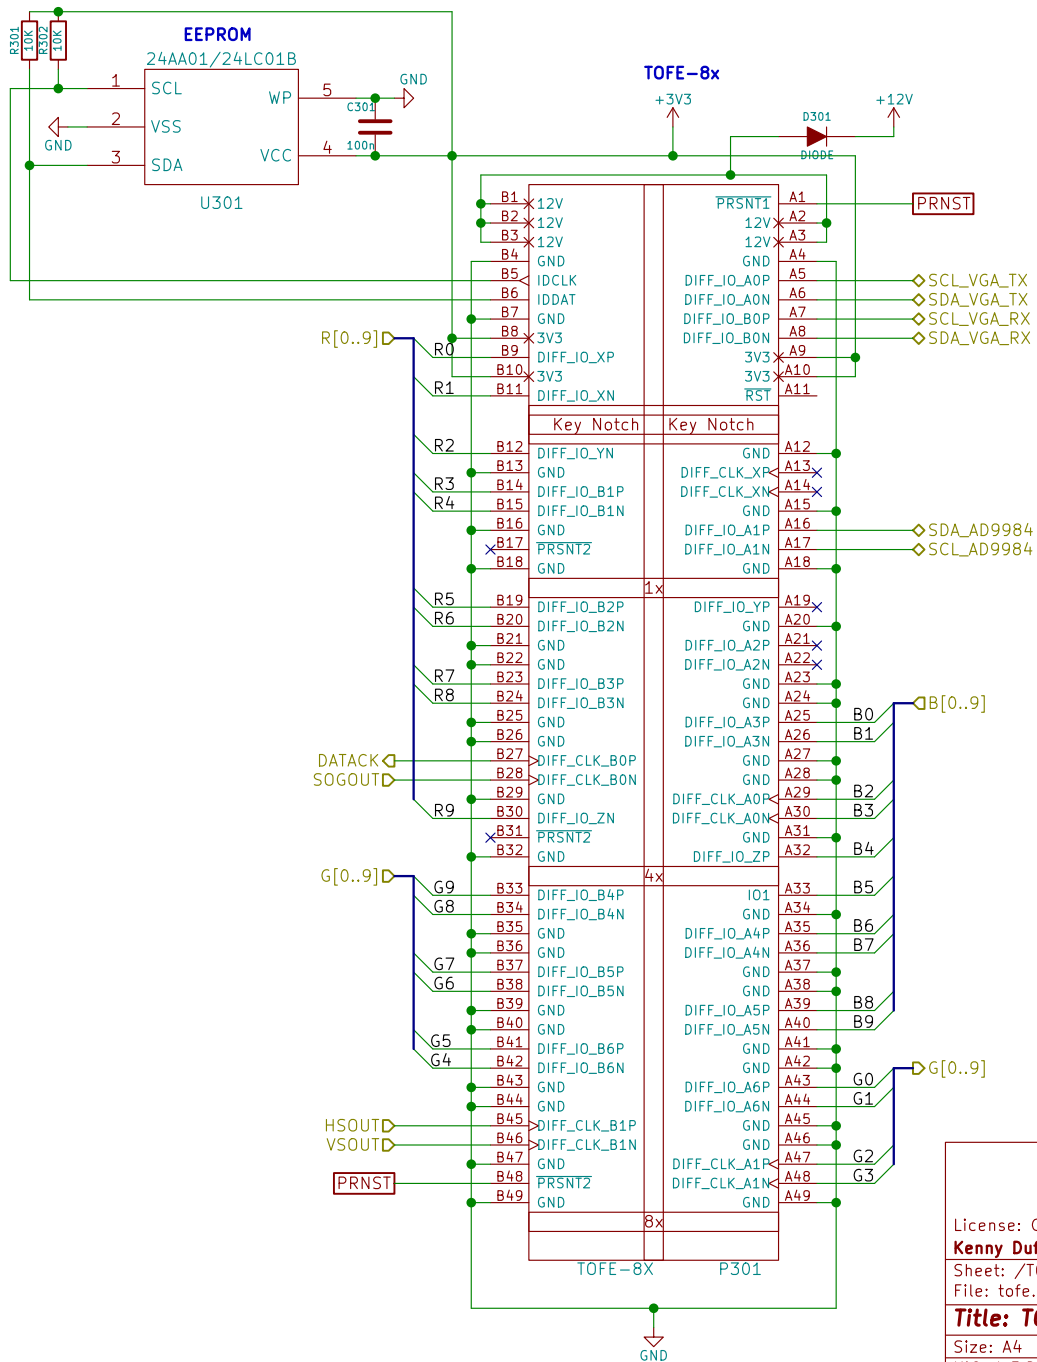 R301
10K
R302
10K
EEPROM
24AA01/24LC01B
1 SCL
2 VSS
3 SDA
WP 5
VCC 4
GND
U301
C301
100n
GND
TOFE-8x
+3V3
+12V
D301
DIODE
B1 12V
B2 12V
B3 12V
B4 GND
B5 IDCLK
B6 IDDAT
B7 GND
B8 3V3
B9 DIFF_IO_XP
B10 3V3
B11 DIFF_IO_XN
PRSNT1 A1
12V A2
12V A3
GND A4
DIFF_IO_A0P A5
DIFF_IO_A0N A6
DIFF_IO_B0P A7
DIFF_IO_B0N A8
3V3 A9
3V3 A10
RST A11
PRNST
SCL_VGA_TX
SDA_VGA_TX
SCL_VGA_RX
SDA_VGA_RX
R[0..9]
R0
R1
R2
R3
R4
R5
R6
R7
R8
R9
Key Notch
Key Notch
B12 DIFF_IO_YN
B13 GND
B14 DIFF_IO_B1P
B15 DIFF_IO_B1N
B16 GND
B17 PRSNT2
B18 GND
GND A12
DIFF_CLK_XP A13
DIFF_CLK_XN A14
GND A15
DIFF_IO_A1P A16
DIFF_IO_A1N A17
GND A18
SDA_AD9984
SCL_AD9984
1x
B19 DIFF_IO_B2P
B20 DIFF_IO_B2N
B21 GND
B22 GND
B23 DIFF_IO_B3P
B24 DIFF_IO_B3N
B25 GND
B26 GND
B27 DIFF_CLK_B0P
B28 DIFF_CLK_B0N
B29 GND
B30 DIFF_IO_ZN
B31 PRSNT2
B32 GND
DIFF_IO_YP A19
GND A20
DIFF_IO_A2P A21
DIFF_IO_A2N A22
GND A23
GND A24
DIFF_IO_A3P A25
DIFF_IO_A3N A26
GND A27
GND A28
DIFF_CLK_A0P A29
DIFF_CLK_A0N A30
GND A31
DIFF_IO_ZP A32
DATACK
SOGOUT
B[0..9]
B0
B1
B2
B3
B4
B5
B6
B7
B8
B9
4x
G[0..9]
G9
G8
G7
G6
G5
G4
B33 DIFF_IO_B4P
B34 DIFF_IO_B4N
B35 GND
B36 GND
B37 DIFF_IO_B5P
B38 DIFF_IO_B5N
B39 GND
B40 GND
B41 DIFF_IO_B6P
B42 DIFF_IO_B6N
B43 GND
B44 GND
B45 DIFF_CLK_B1P
B46 DIFF_CLK_B1N
B47 GND
B48 PRSNT2
B49 GND
IO1 A33
GND A34
DIFF_IO_A4P A35
DIFF_IO_A4N A36
GND A37
GND A38
DIFF_IO_A5P A39
DIFF_IO_A5N A40
GND A41
GND A42
DIFF_IO_A6P A43
DIFF_IO_A6N A44
GND A45
GND A46
DIFF_CLK_A1P A47
DIFF_CLK_A1N A48
GND A49
G[0..9]
G0
G1
G2
G3
HSOUT
VSOUT
PRNST
8x
TOFE-8X
P301
GND
License:
Kenny
Sheet:
File: tofe.
Title:
Size: A4